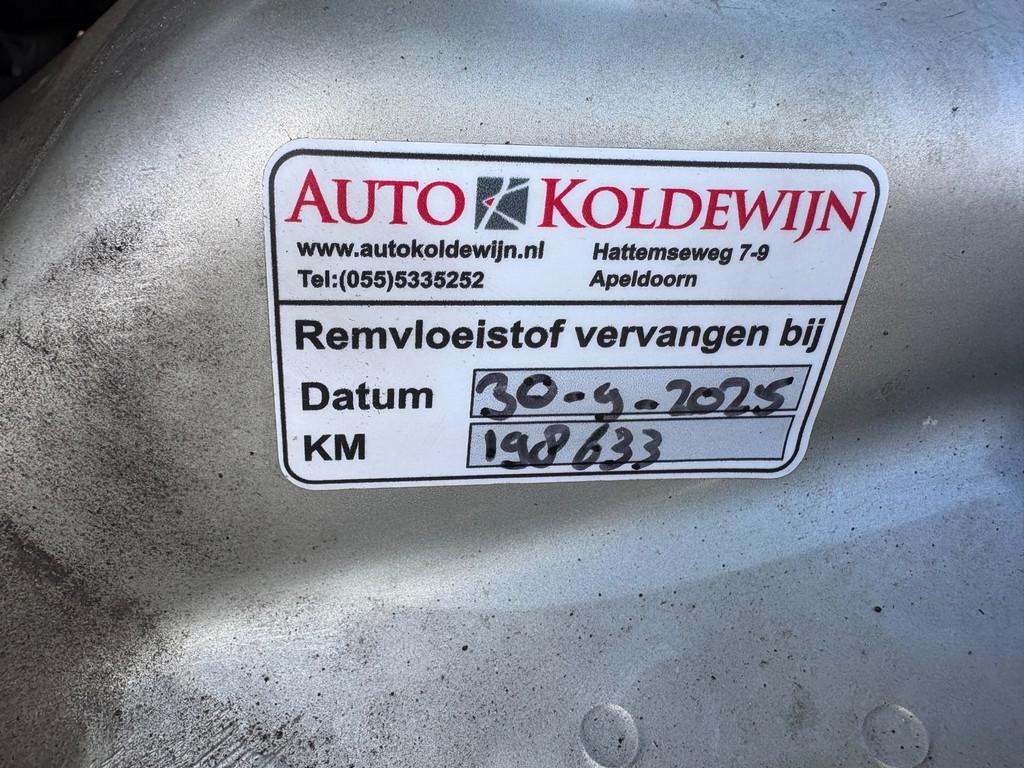 AUTO KOLDEWIJN
www.autokoldewijn.nl Hattemseweg 7-9
Tel:(055)5335252 Apeldoorn
Remvloeistof vervangen bij
Datum 30-9-2025
KM 198633